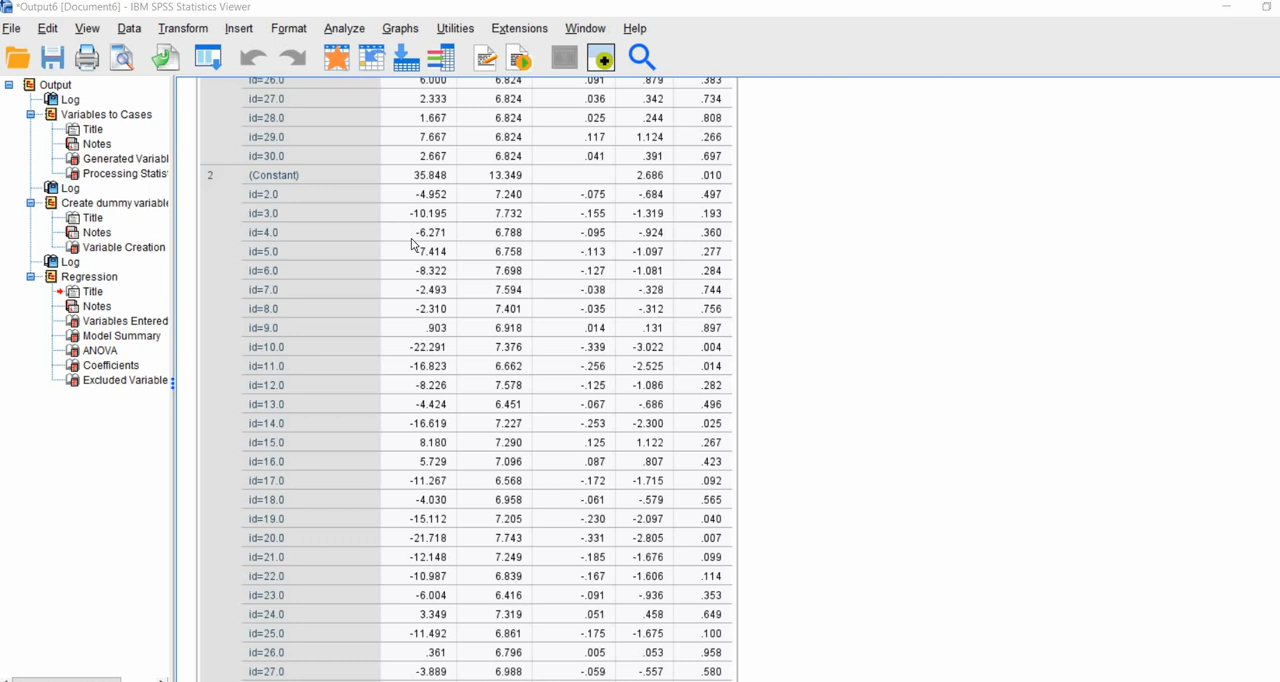 *Output6 [Document6] - IBM SPSS Statistics Viewer
File Edit View Data Transform Insert Format Analyze Graphs Utilities Extensions Window Help
Output
Log
Variables to Cases
Title
Notes
Generated Variabl
Processing Statis
Log
Create dummy variable
Title
Notes
Variable Creation
Log
Regression
Title
Notes
Variables Entered
Model Summary
ANOVA
Coefficients
Excluded Variable
id=26.0 6.000 6.824 .091 .879 .383
id=27.0 2.333 6.824 .036 .342 .734
id=28.0 1.667 6.824 .025 .244 .808
id=29.0 7.667 6.824 .117 1.124 .266
id=30.0 2.667 6.824 .041 .391 .697
2 (Constant) 35.848 13.349 2.686 .010
id=2.0 -4.952 7.240 -.075 -.684 .497
id=3.0 -10.195 7.732 -.155 -1.319 .193
id=4.0 -6.271 6.788 -.095 -.924 .360
id=5.0 -7.414 6.758 -.113 -1.097 .277
id=6.0 -8.322 7.698 -.127 -1.081 .284
id=7.0 -2.493 7.594 -.038 -.328 .744
id=8.0 -2.310 7.401 -.035 -.312 .756
id=9.0 .903 6.918 .014 .131 .897
id=10.0 -22.291 7.376 -.339 -3.022 .004
id=11.0 -16.823 6.662 -.256 -2.525 .014
id=12.0 -8.226 7.578 -.125 -1.086 .282
id=13.0 -4.424 6.451 -.067 -.686 .496
id=14.0 -16.619 7.227 -.253 -2.300 .025
id=15.0 8.180 7.290 .125 1.122 .267
id=16.0 5.729 7.096 .087 .807 .423
id=17.0 -11.267 6.568 -.172 -1.715 .092
id=18.0 -4.030 6.958 -.061 -.579 .565
id=19.0 -15.112 7.205 -.230 -2.097 .040
id=20.0 -21.718 7.743 -.331 -2.805 .007
id=21.0 -12.148 7.249 -.185 -1.676 .099
id=22.0 -10.987 6.839 -.167 -1.606 .114
id=23.0 -6.004 6.416 -.091 -.936 .353
id=24.0 3.349 7.319 .051 .458 .649
id=25.0 -11.492 6.861 -.175 -1.675 .100
id=26.0 .361 6.796 .005 .053 .958
id=27.0 -3.889 6.988 -.059 -.557 .580